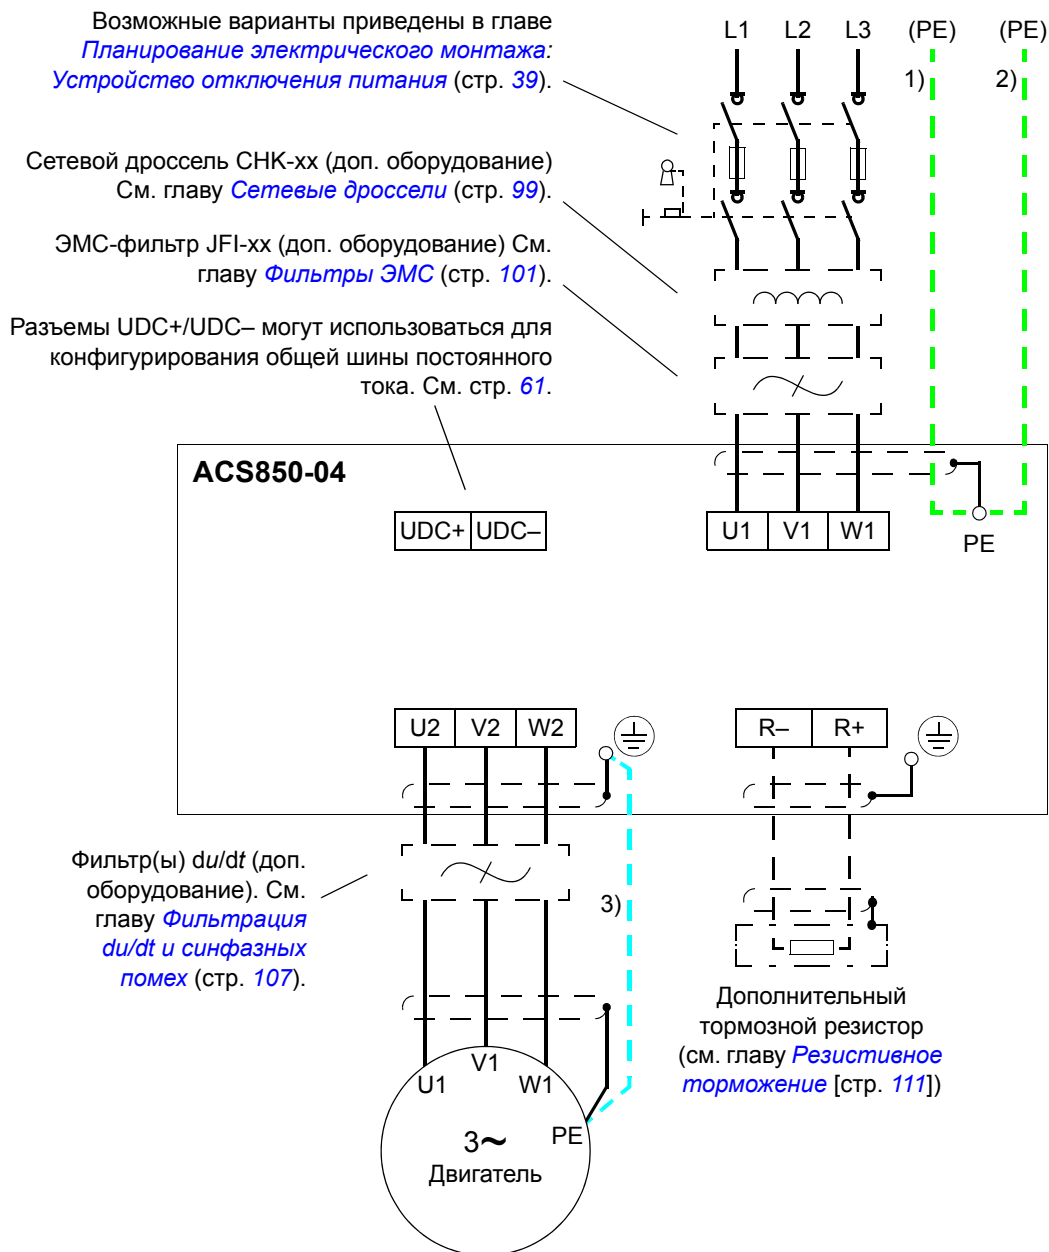 Возможные варианты приведены в главе
Планирование электрического монтажа:
Устройство отключения питания (стр. 39).
L1 L2 L3 (PE) (PE)
1) 2)
Сетевой дроссель CHK-xx (доп. оборудование)
См. главу Сетевые дроссели (стр. 99).
ЭМС-фильтр JFI-xx (доп. оборудование) См.
главу Фильтры ЭМС (стр. 101).
Разъемы UDC+/UDC– могут использоваться для
конфигурирования общей шины постоянного
тока. См. стр. 61.
ACS850-04
UDC+ UDC– U1 V1 W1
PE
U2 V2 W2 R– R+
Фильтр(ы) du/dt (доп.
оборудование). См.
главу Фильтрация
du/dt и синфазных
помех (стр. 107).
3)
Дополнительный
тормозной резистор
(см. главу Резистивное
торможение [стр. 111])
U1 V1 W1
PE
3~
Двигатель